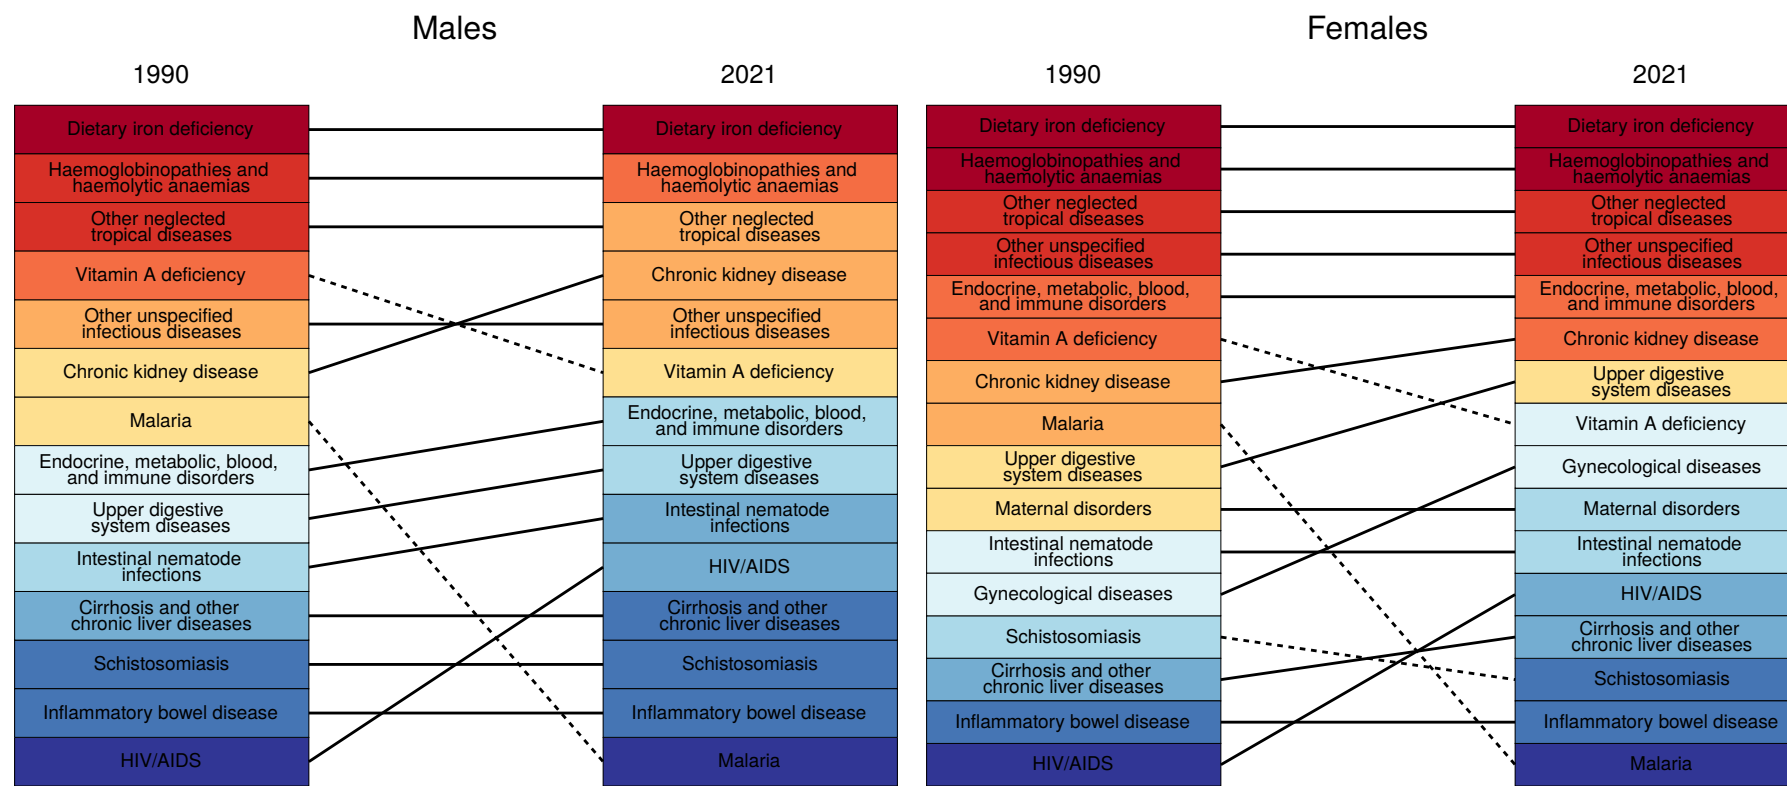 Males
1990
2021
Dietary iron deficiency
Haemoglobinopathies and
haemolytic anaemias
Other neglected
tropical diseases
Vitamin A deficiency
Other unspecified
infectious diseases
Chronic kidney disease
Malaria
Endocrine, metabolic, blood,
and immune disorders
Upper digestive
system diseases
Intestinal nematode
infections
Cirrhosis and other
chronic liver diseases
Schistosomiasis
Inflammatory bowel disease
HIV/AIDS
Dietary iron deficiency
Haemoglobinopathies and
haemolytic anaemias
Other neglected
tropical diseases
Chronic kidney disease
Other unspecified
infectious diseases
Vitamin A deficiency
Endocrine, metabolic, blood,
and immune disorders
Upper digestive
system diseases
Intestinal nematode
infections
HIV/AIDS
Cirrhosis and other
chronic liver diseases
Schistosomiasis
Inflammatory bowel disease
Malaria
Females
1990
2021
Dietary iron deficiency
Haemoglobinopathies and
haemolytic anaemias
Other neglected
tropical diseases
Other unspecified
infectious diseases
Endocrine, metabolic, blood,
and immune disorders
Vitamin A deficiency
Chronic kidney disease
Malaria
Upper digestive
system diseases
Maternal disorders
Intestinal nematode
infections
Gynecological diseases
Schistosomiasis
Cirrhosis and other
chronic liver diseases
Inflammatory bowel disease
HIV/AIDS
Dietary iron deficiency
Haemoglobinopathies and
haemolytic anaemias
Other neglected
tropical diseases
Other unspecified
infectious diseases
Endocrine, metabolic, blood,
and immune disorders
Chronic kidney disease
Upper digestive
system diseases
Vitamin A deficiency
Gynecological diseases
Maternal disorders
Intestinal nematode
infections
HIV/AIDS
Cirrhosis and other
chronic liver diseases
Schistosomiasis
Inflammatory bowel disease
Malaria